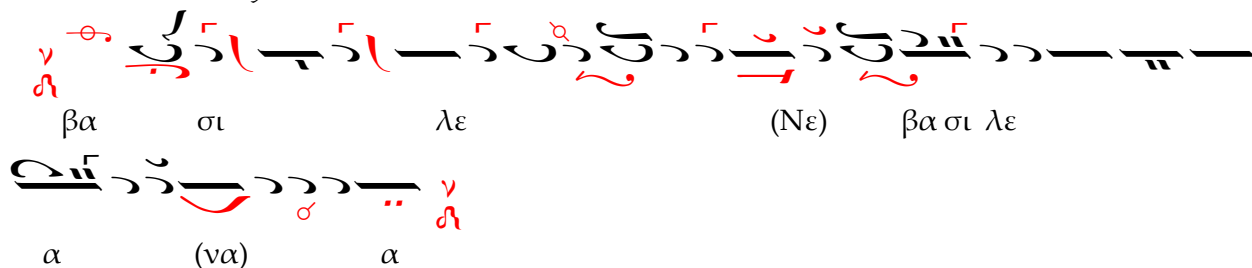 βα σι λε (Νε) βα σι λε
α (να) α